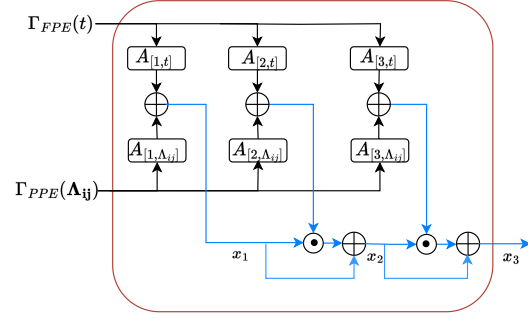 Γ_{FPE}(t)
A_{[1,t]} A_{[2,t]} A_{[3,t]}
A_{[1,Λ_{ij}]} A_{[2,Λ_{ij}]} A_{[3,Λ_{ij}]}
Γ_{PPE}(Λ_{ij})
x_1 x_2 x_3